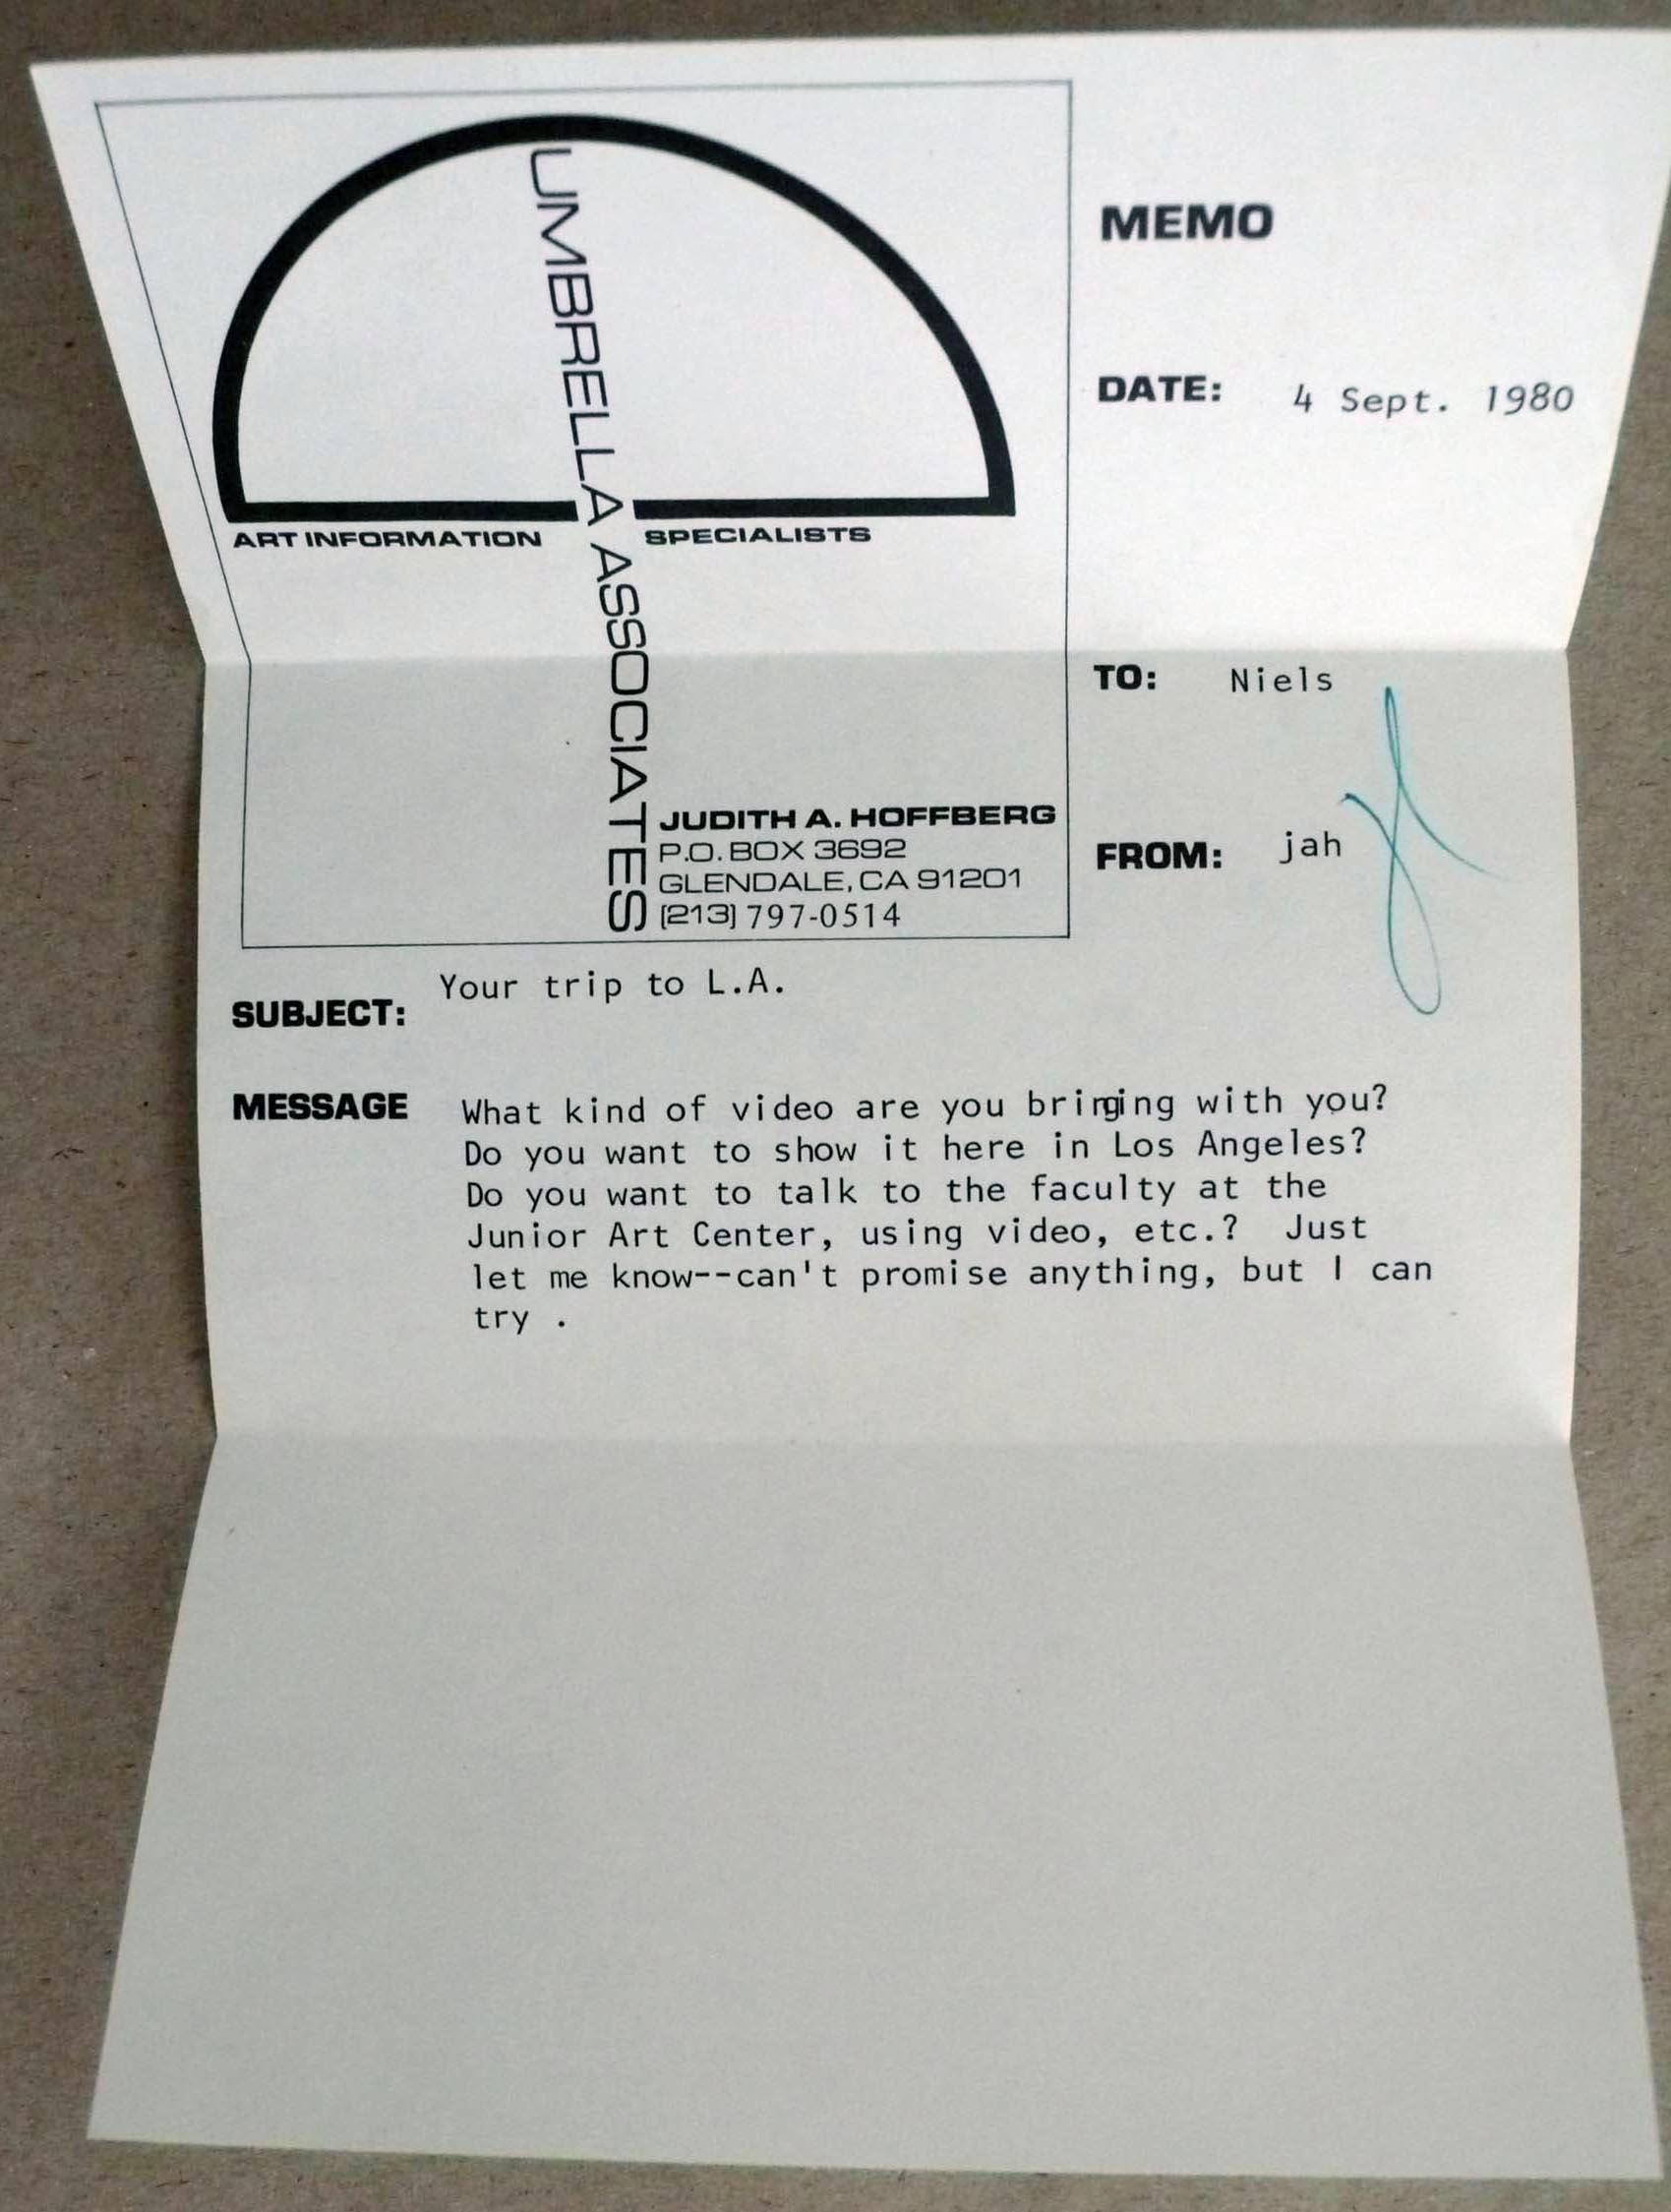 UMBRELLA ASSOCIATES
ART INFORMATION SPECIALISTS
JUDITH A. HOFFBERG
P.O. BOX 3692
GLENDALE, CA 91201
(213) 797-0514
MEMO
DATE: 4 Sept. 1980
TO: Niels
FROM: jah
SUBJECT: Your trip to L.A.
MESSAGE What kind of video are you bringing with you?
Do you want to show it here in Los Angeles?
Do you want to talk to the faculty at the
Junior Art Center, using video, etc.? Just
let me know--can't promise anything, but I can
try .